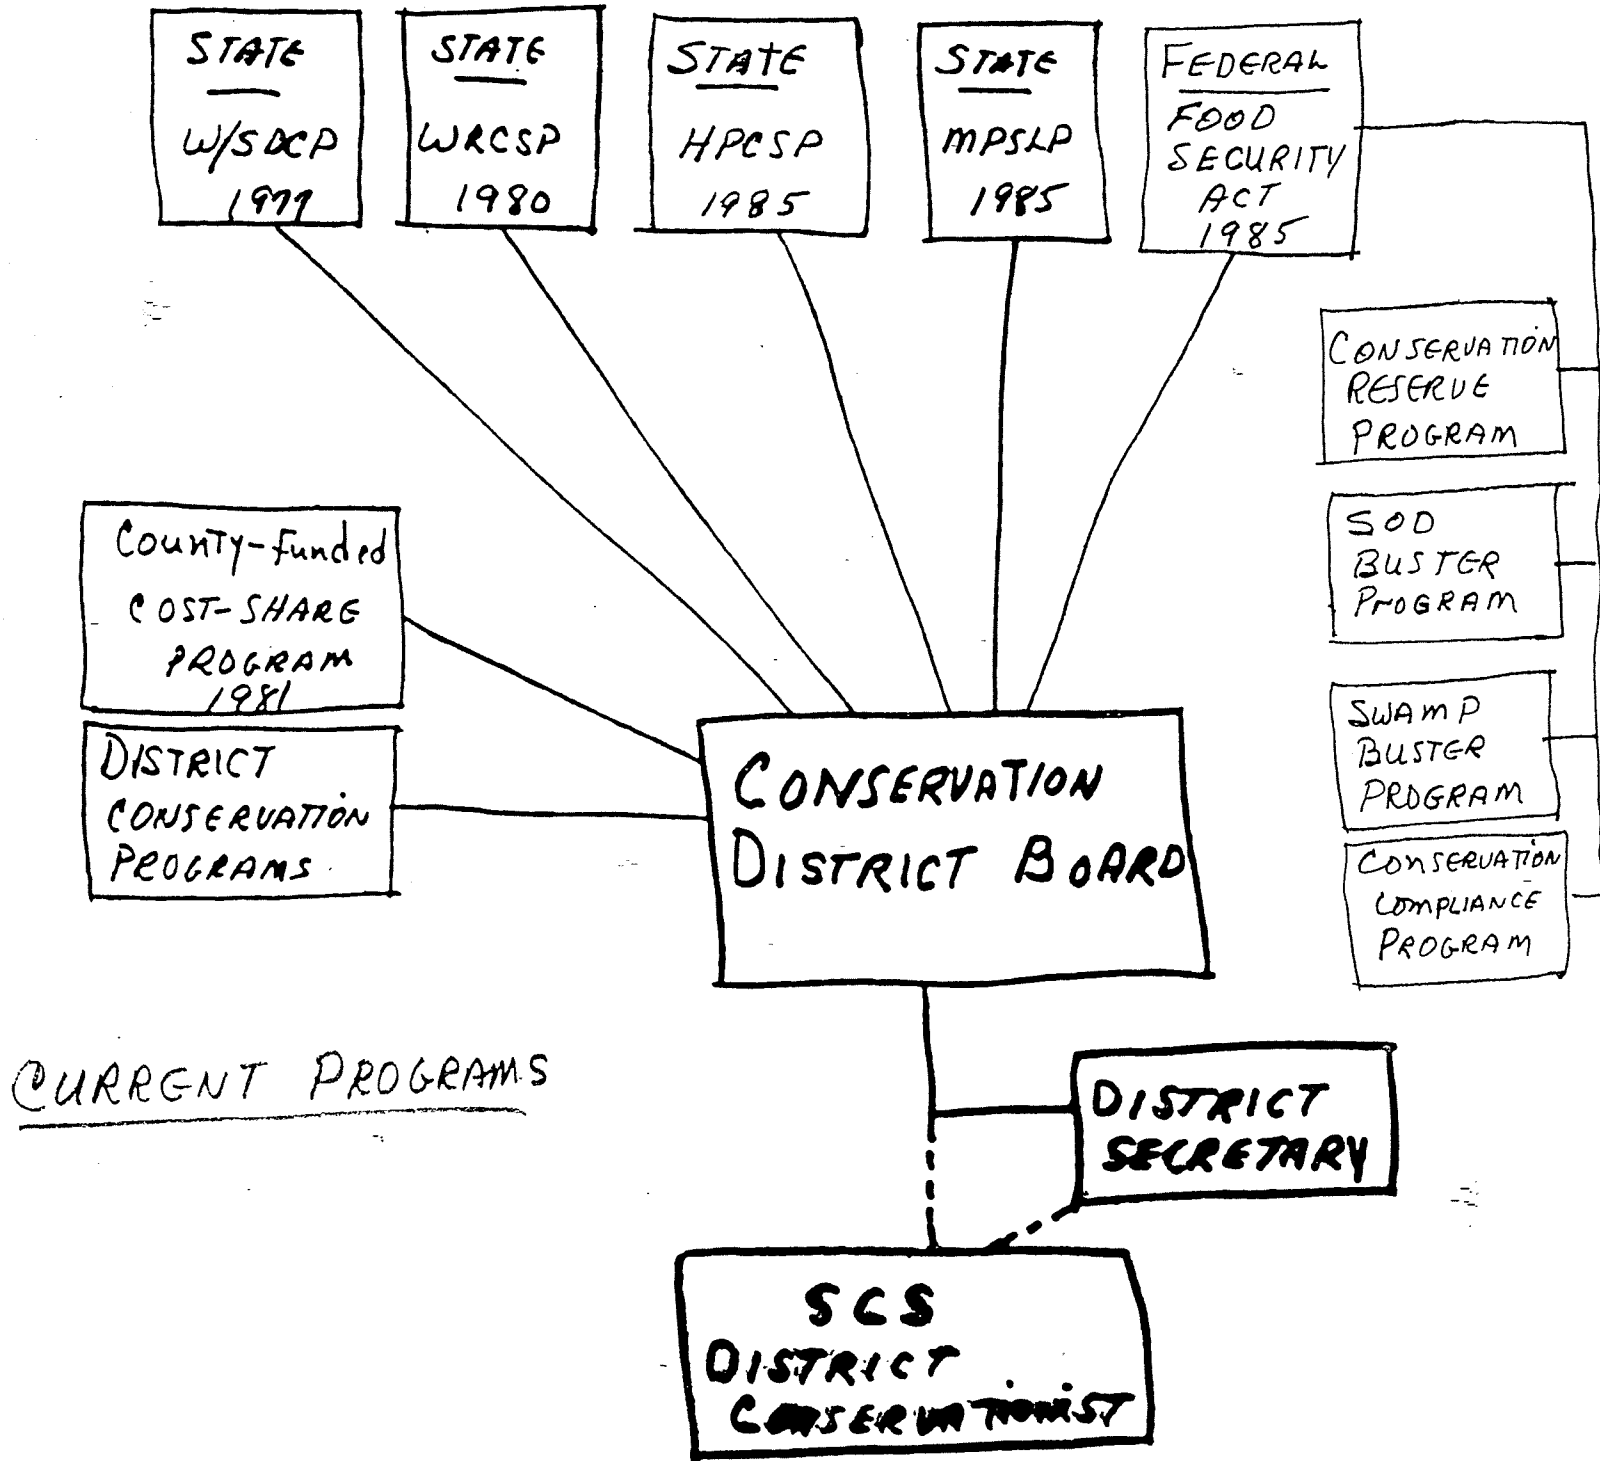 STATE
W/SDCP
1977
STATE
WRCSP
1980
STATE
HPCSP
1985
STATE
MPSLP
1985
FEDERAL
FOOD
SECURITY
ACT
1985
CONSERVATION
RESERVE
PROGRAM
SOD
BUSTER
PROGRAM
SWAMP
BUSTER
PROGRAM
CONSERVATION
COMPLIANCE
PROGRAM
County-funded
COST-SHARE
PROGRAM
1981
DISTRICT
CONSERVATION
PROGRAMS
CONSERVATION
DISTRICT BOARD
CURRENT PROGRAMS
DISTRICT
SECRETARY
SCS
DISTRICT
CONSERVATIONIST